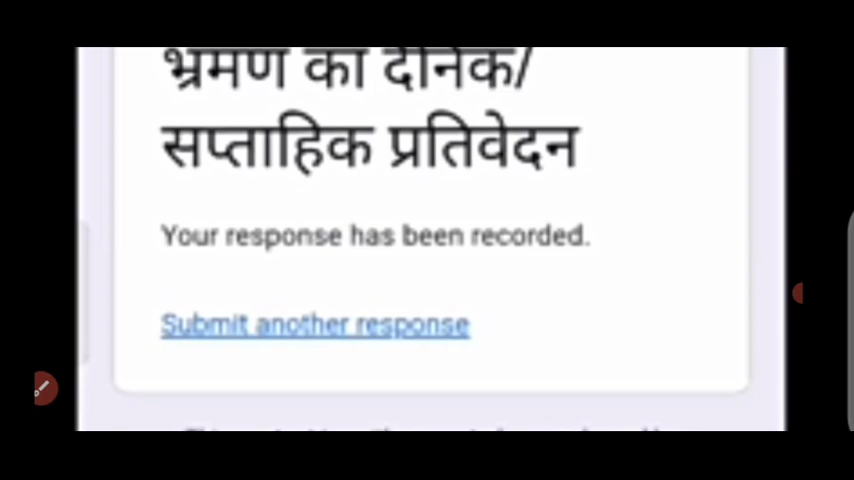 भ्रमण का दैनिक/
सप्ताहिक प्रतिवेदन
Your response has been recorded.
Submit another response